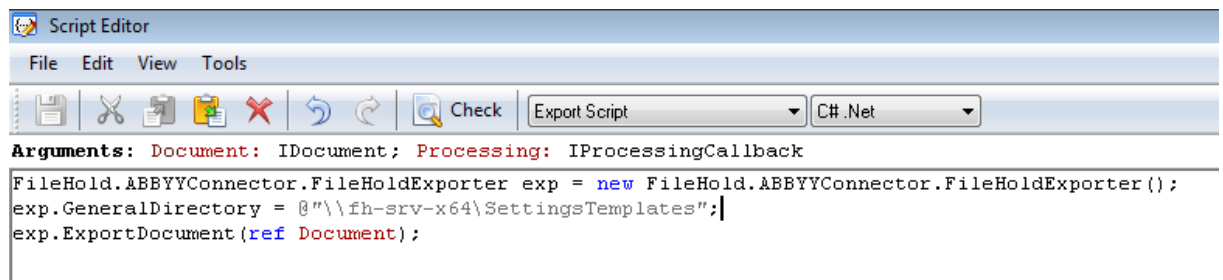 Script Editor
File Edit View Tools
Check Export Script C# .Net
Arguments: Document: IDocument; Processing: IProcessingCallback
FileHold.ABBYYConnector.FileHoldExporter exp = new FileHold.ABBYYConnector.FileHoldExporter();
exp.GeneralDirectory = @"\\fh-srv-x64\SettingsTemplates";
exp.ExportDocument(ref Document);